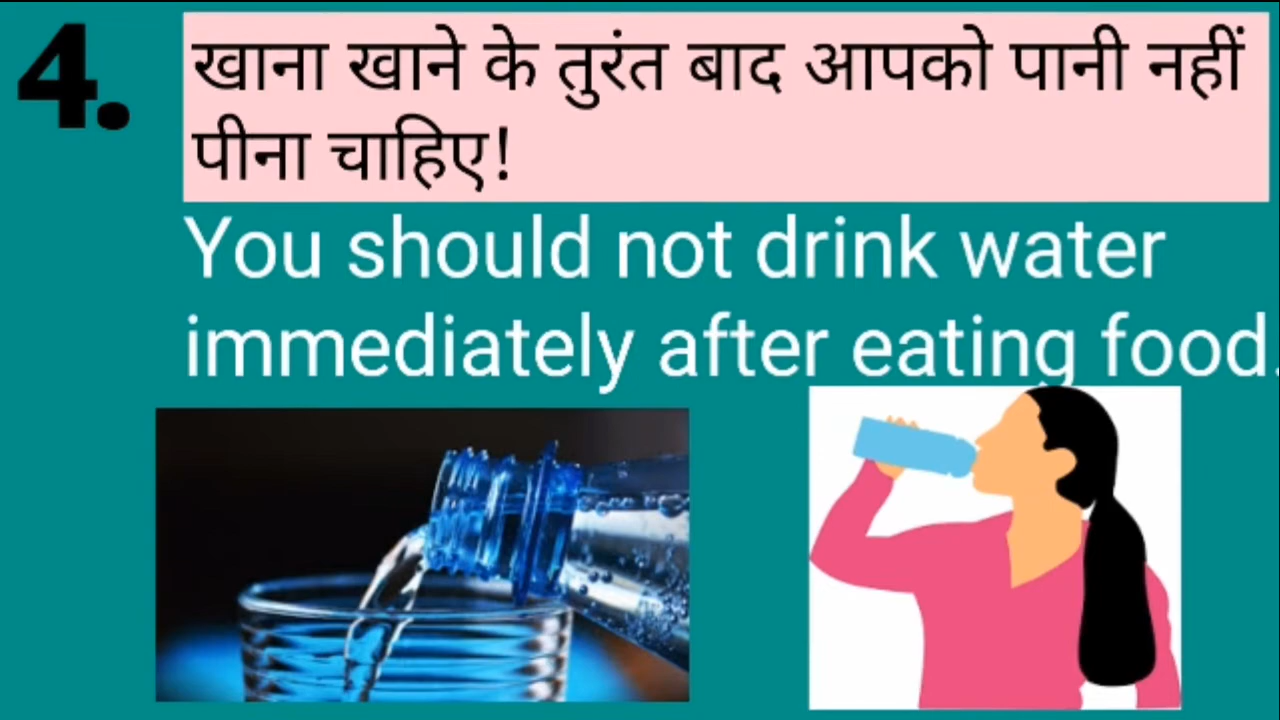 4.
खाना खाने के तुरंत बाद आपको पानी नहीं
पीना चाहिए!
You should not drink water
immediately after eating food.